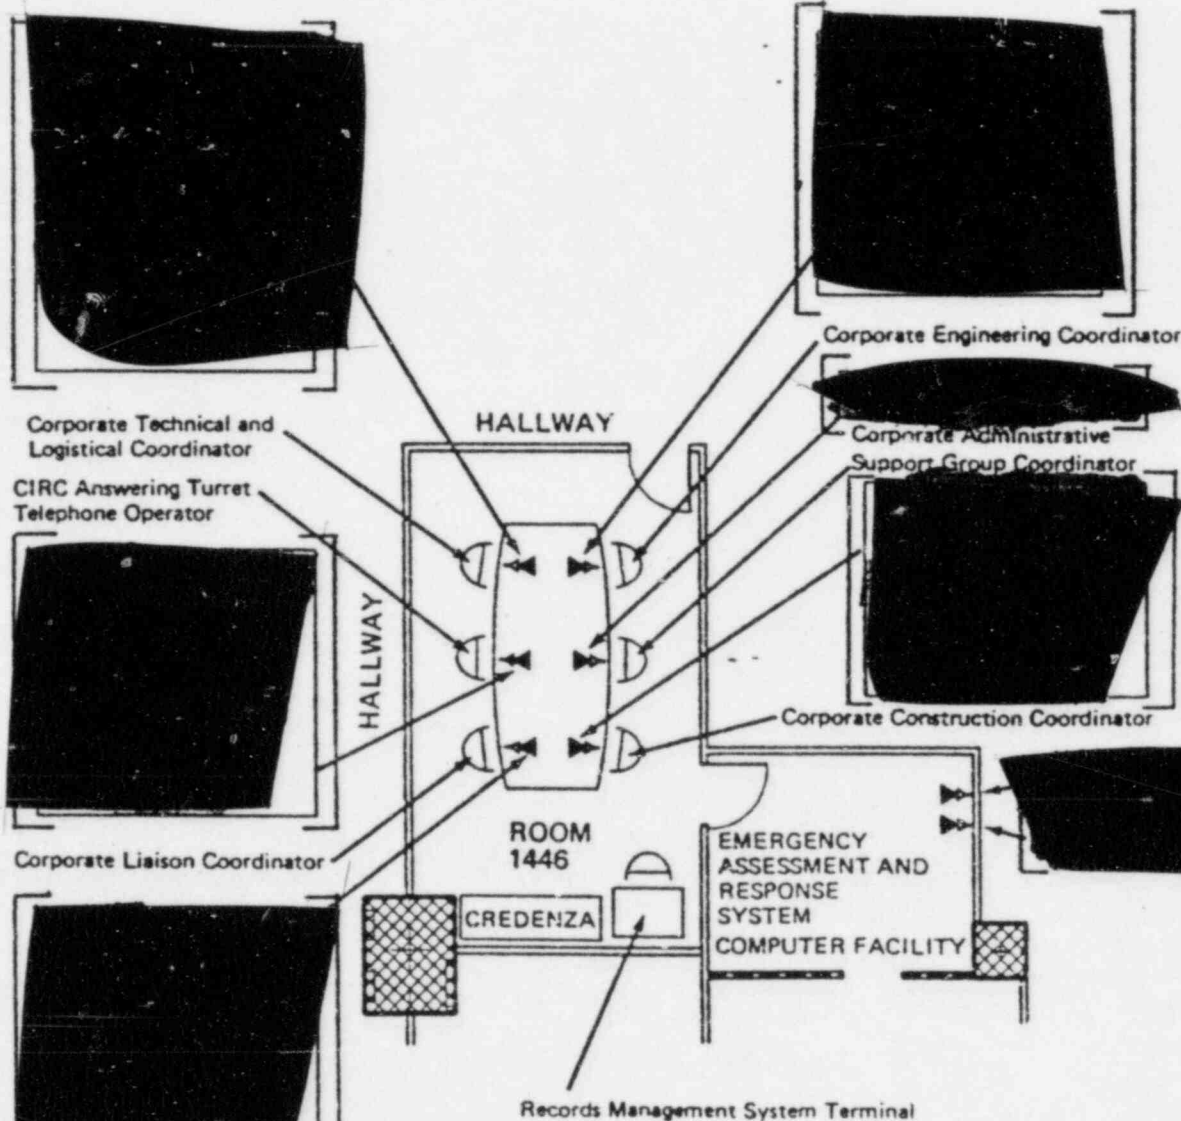 Corporate Engineering Coordinator
Corporate Technical and
Logistical Coordinator
HALLWAY
Corporate Administrative
Support Group Coordinator
CIRC Answering Turret
Telephone Operator
HALLWAY
Corporate Construction Coordinator
Corporate Liaison Coordinator
ROOM
1446
EMERGENCY
ASSESSMENT AND
RESPONSE
SYSTEM
COMPUTER FACILITY
CREDENZA
Records Management System Terminal